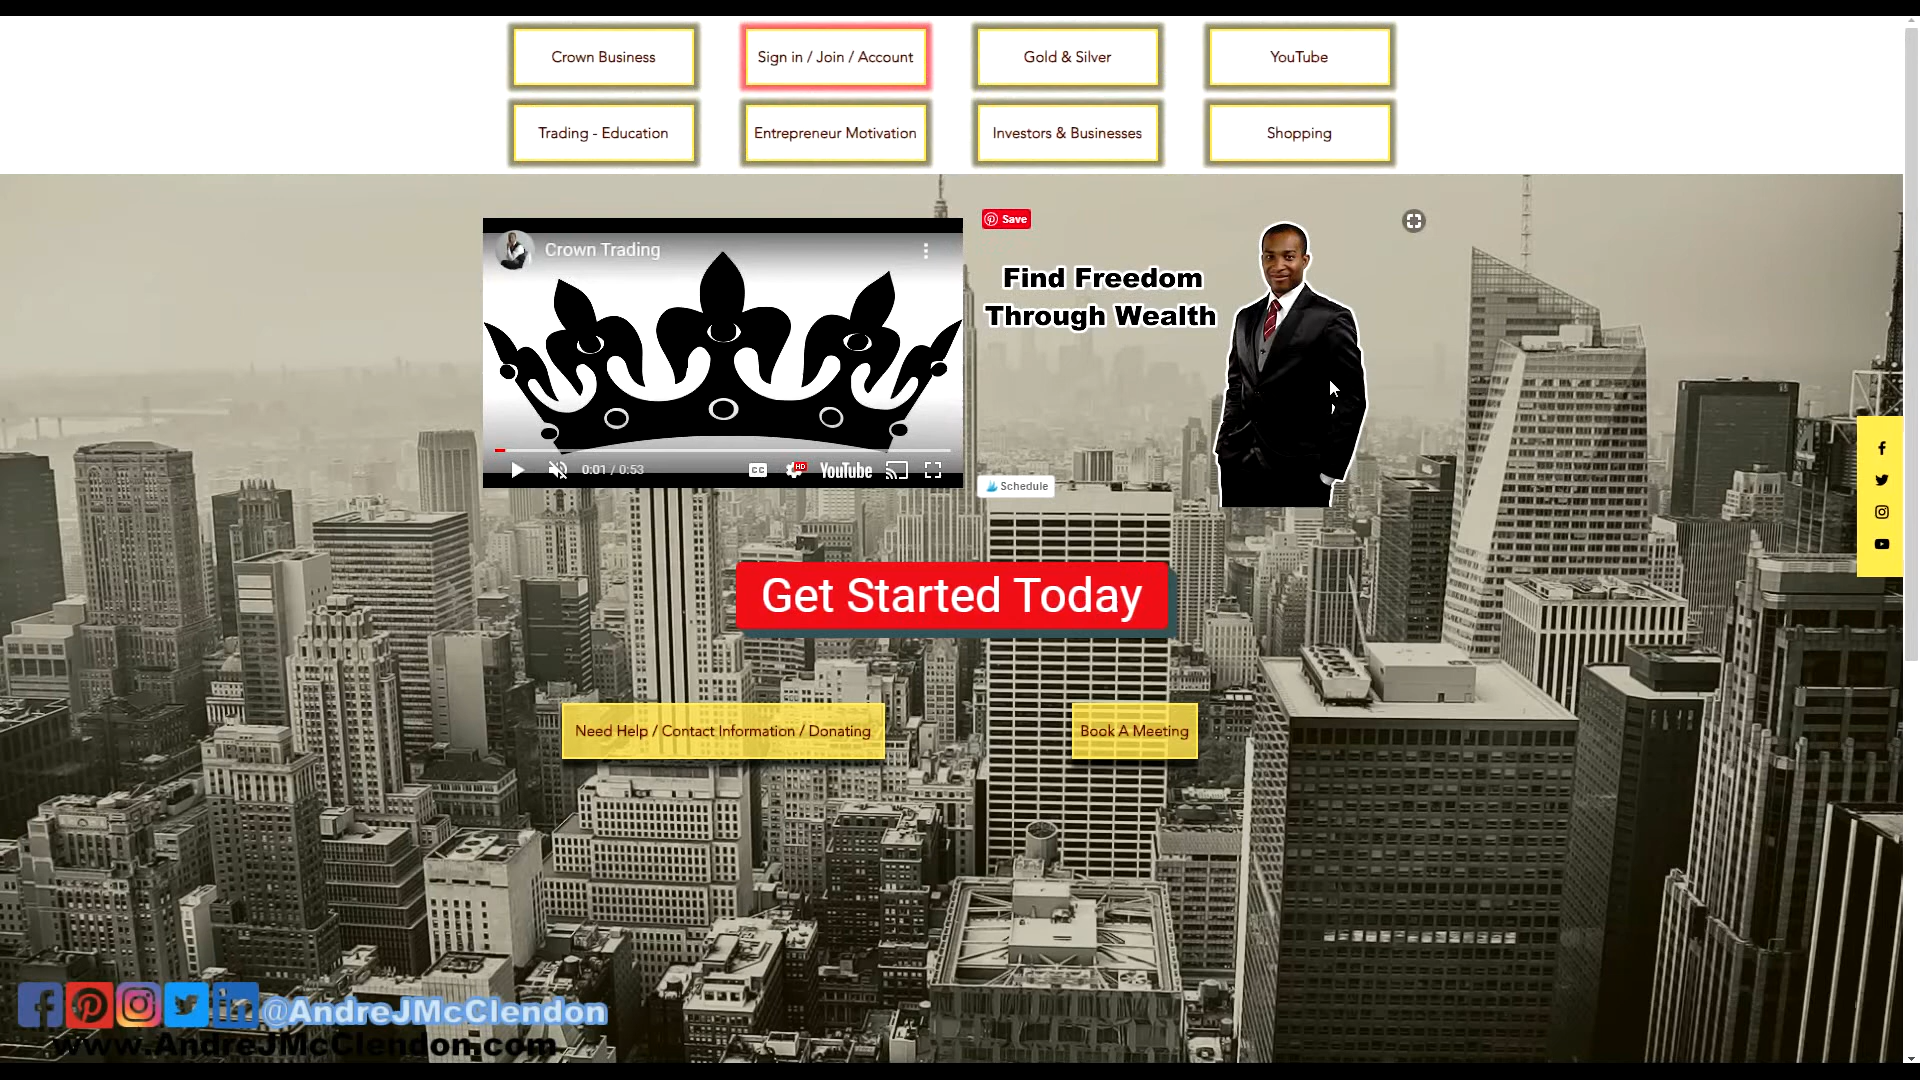 Crown Business
Sign in / Join / Account
Gold & Silver
YouTube
Trading - Education
Entrepreneur Motivation
Investors & Businesses
Shopping
Crown Trading
Save
Find Freedom
Through Wealth
0:01 / 0:53
CC
HD
YouTube
Schedule
Get Started Today
Need Help / Contact Information / Donating
Book A Meeting
@AndreJMcClendon
www.AndreJMcClendon.com